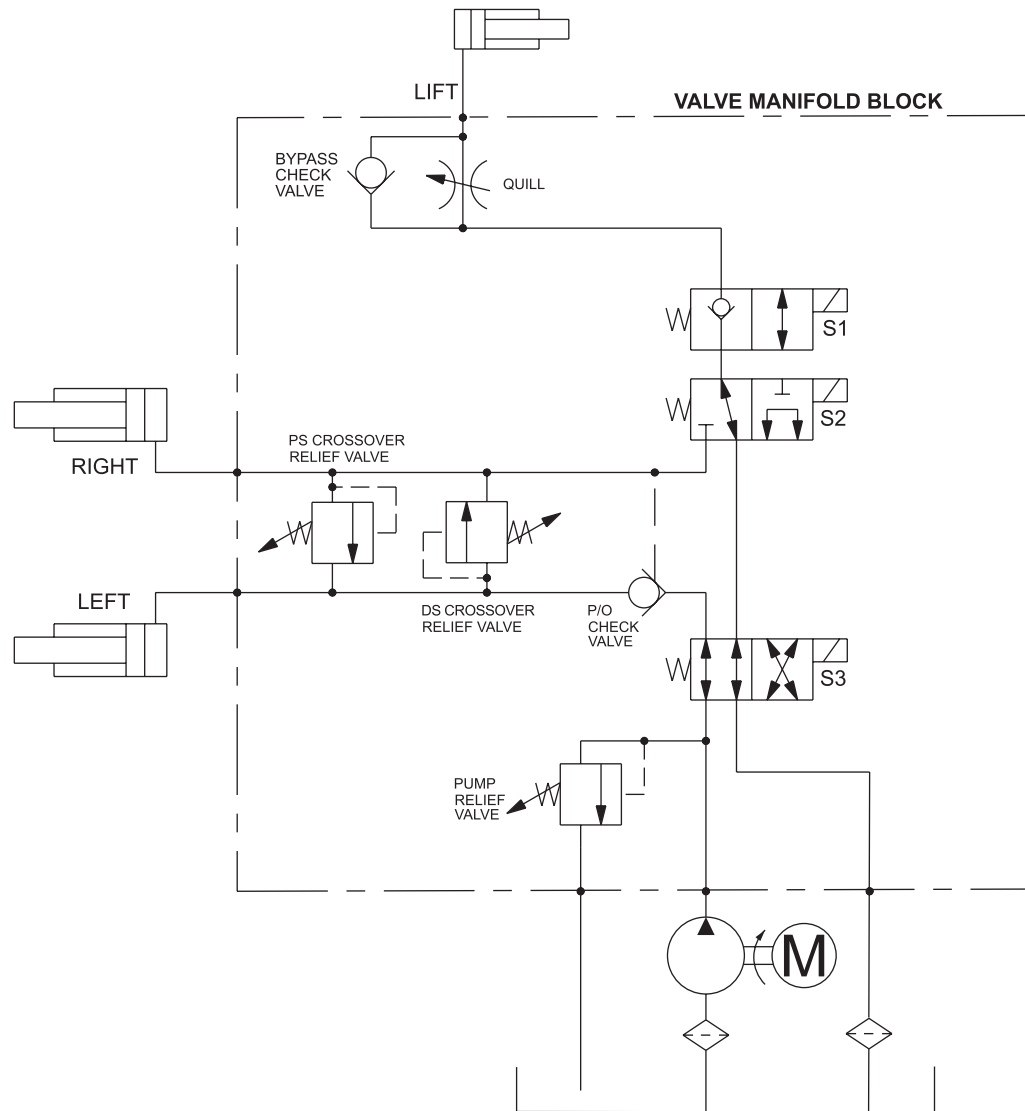 LIFT
VALVE MANIFOLD BLOCK
BYPASS
CHECK
VALVE
QUILL
S1
S2
PS CROSSOVER
RELIEF VALVE
RIGHT
LEFT
DS CROSSOVER
RELIEF VALVE
P/O
CHECK
VALVE
S3
PUMP
RELIEF
VALVE
M